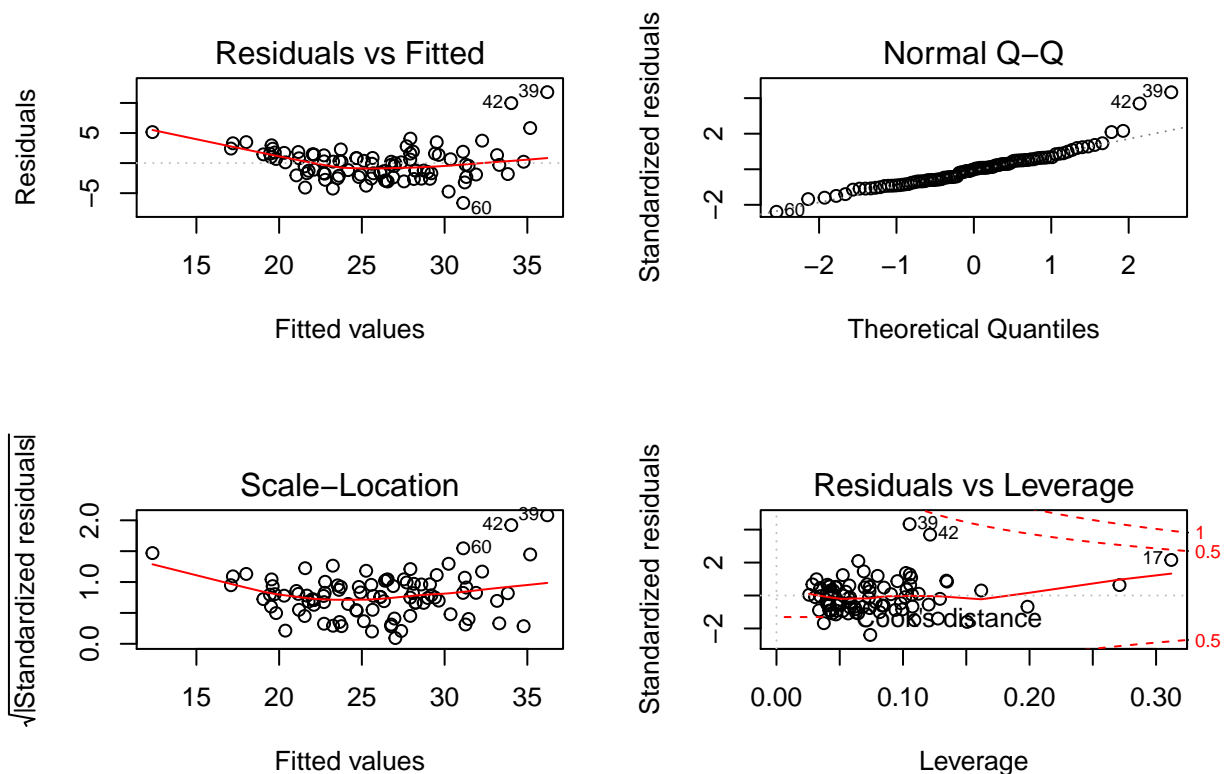 Residuals vs Fitted
Residuals
5
−5
39
42
60
15 20 25 30 35
Fitted values
Normal Q−Q
Standardized residuals
2
−2
39
42
60
−2 −1 0 1 2
Theoretical Quantiles
Scale−Location
√|Standardized residuals|
2.0
1.0
0.0
39
42
60
15 20 25 30 35
Fitted values
Residuals vs Leverage
Standardized residuals
2
0
−2
39
42
17
1
0.5
0.5
Cook's distance
0.00 0.10 0.20 0.30
Leverage